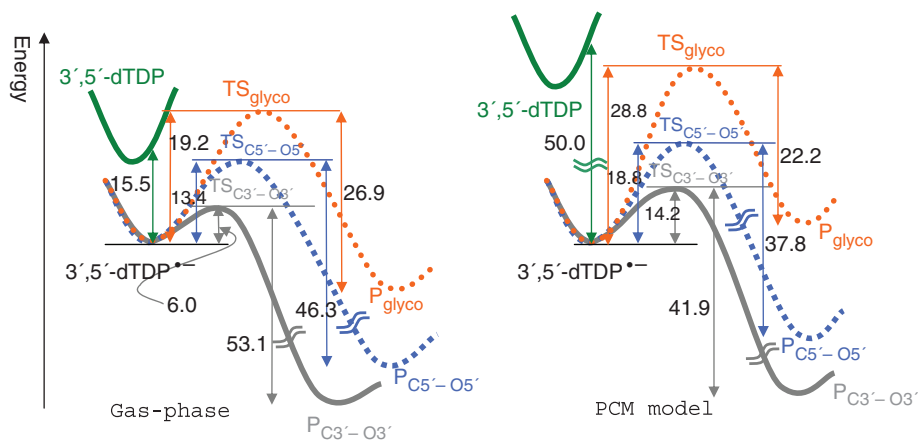 Energy
3′,5′-dTDP
TSglyco
19.2
TSC5′–O5′
15.5
13.4
TSC3′–O3′
26.9
3′,5′-dTDP•–
Pglyco
6.0
46.3
53.1
PC5′–O5′
Gas-phase
PC3′–O3′
Energy
TSglyco
3′,5′-dTDP
28.8
50.0
TSC5′–O5′
22.2
18.8
TSC3′–O3′
14.2
Pglyco
37.8
3′,5′-dTDP•–
41.9
PC5′–O5′
PCM model
PC3′–O3′